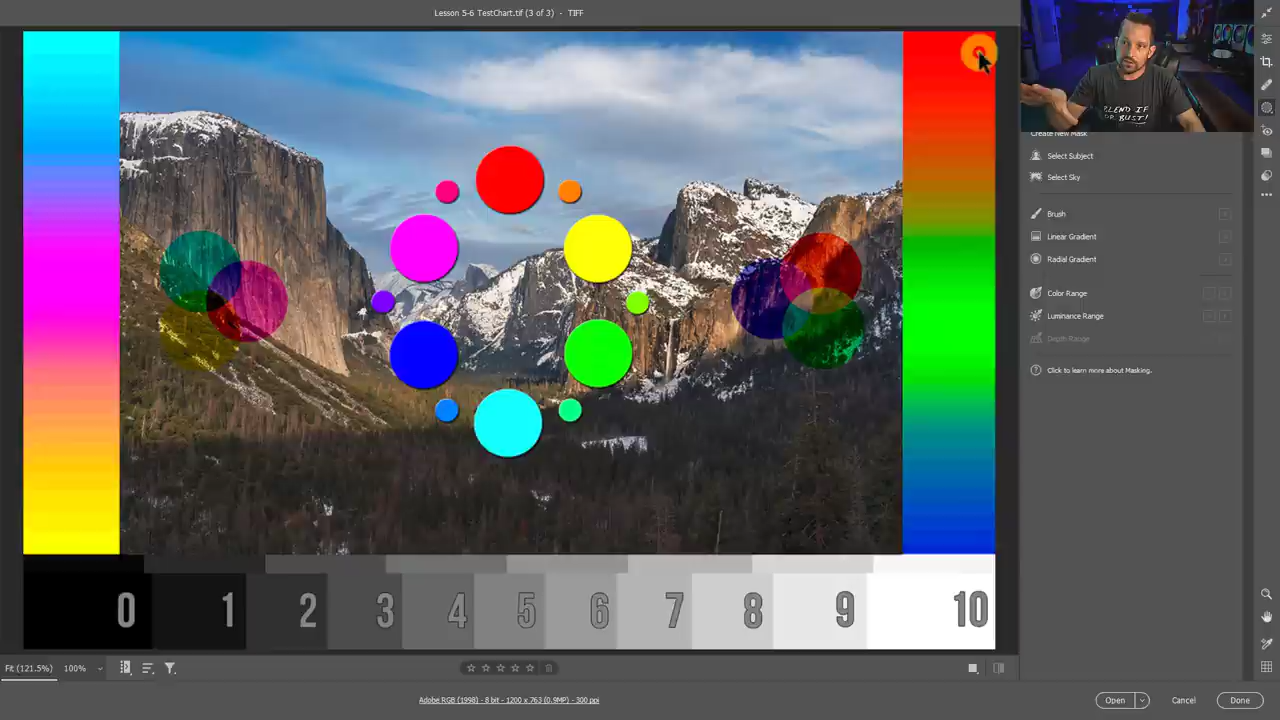 Lesson 5-6 TestChart.tif (3 of 3) - TIFF
BLEND IF
OR BUST!
Create New Mask
Select Subject
Select Sky
Brush
Linear Gradient
Radial Gradient
Color Range
Luminance Range
Depth Range
Click to learn more about Masking.
0 1 2 3 4 5 6 7 8 9 10
Fit (121.5%) 100%
Adobe RGB (1998) - 8 bit - 1200 x 763 (0.9MP) - 300 ppi
Open Cancel Done